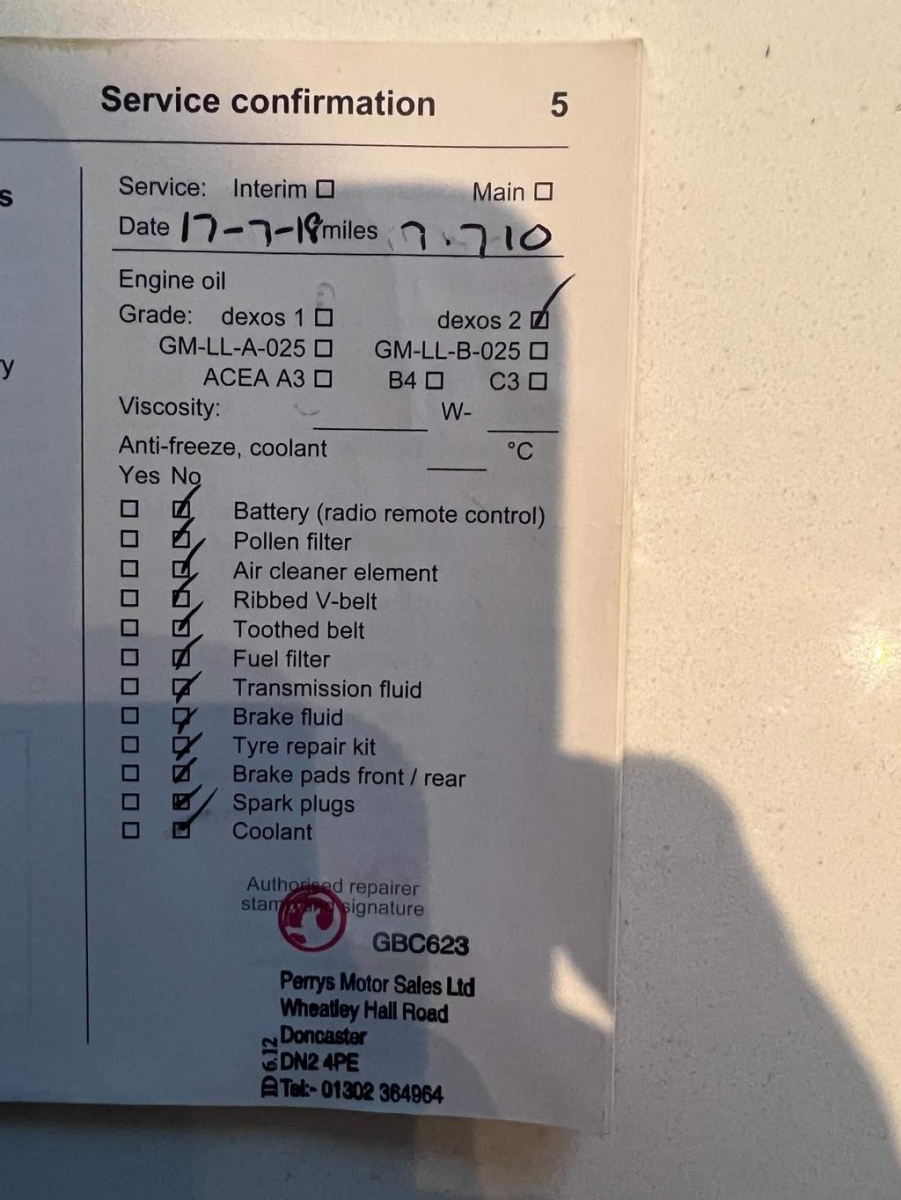 Service confirmation 5
s
Service: Interim ☐ Main ☐
Date 17-7-18 miles 7.710
Engine oil
Grade: dexos 1 ☐ dexos 2 ☑
y
GM-LL-A-025 ☐ GM-LL-B-025 ☐
ACEA A3 ☐ B4 ☐ C3 ☐
Viscosity: ____ W- ____
Anti-freeze, coolant ____ °C
Yes No
☐ ☑ Battery (radio remote control)
☐ ☑ Pollen filter
☐ ☑ Air cleaner element
☐ ☑ Ribbed V-belt
☐ ☑ Toothed belt
☐ ☑ Fuel filter
☐ ☑ Transmission fluid
☐ ☑ Brake fluid
☐ ☑ Tyre repair kit
☐ ☑ Brake pads front / rear
☐ ☑ Spark plugs
☐ ☑ Coolant
Authorised repairer
stamp and signature
GBC623
Perrys Motor Sales Ltd
Wheatley Hall Road
Doncaster
DN2 4PE
Tel:- 01302 364964
ID 6.12